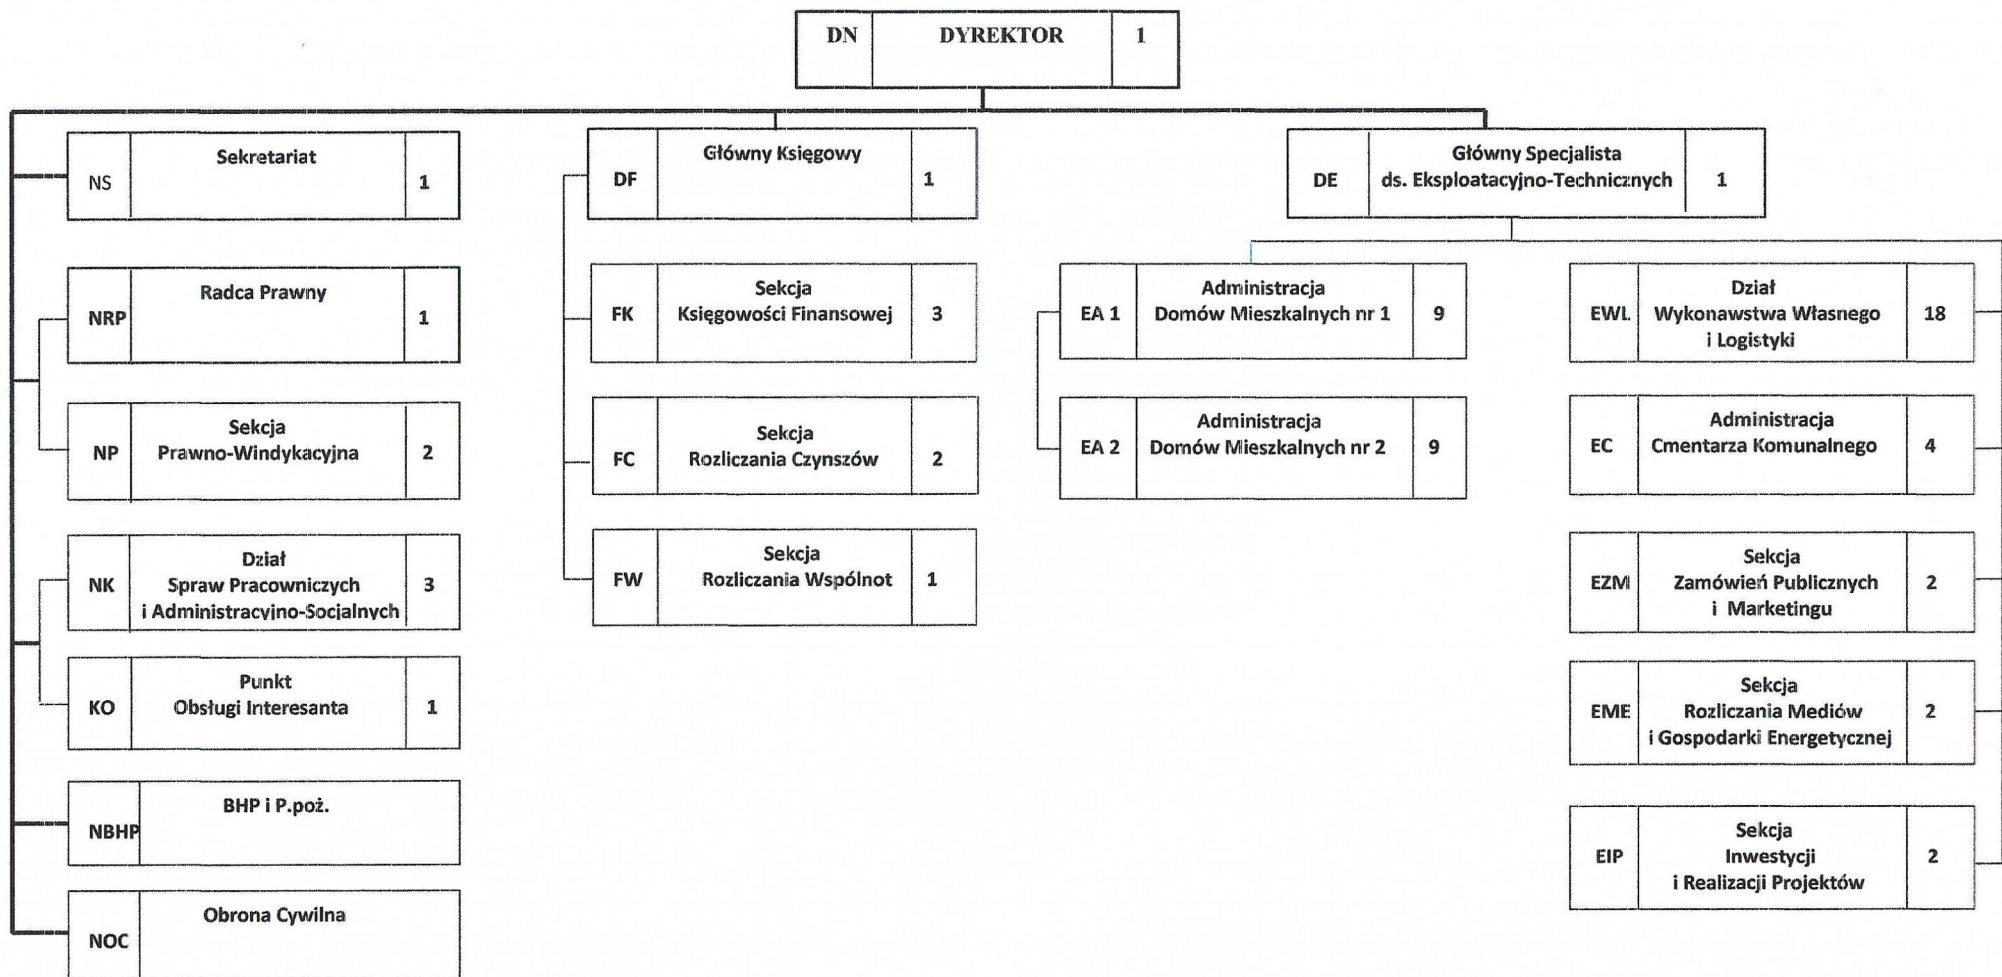 DN DYREKTOR 1
NS Sekretariat 1
NRP Radca Prawny 1
NP Sekcja
Prawno-Windykacyjna 2
NK Dział
Spraw Pracowniczych 3
i Administracyjno-Socjalnych
KO Punkt
Obsługi Interesanta 1
NBHP BHP i P.poż.
NOC Obrona Cywilna
DF Główny Księgowy 1
FK Sekcja
Księgowości Finansowej 3
FC Sekcja
Rozliczania Czynszów 2
FW Sekcja
Rozliczania Wspólnot 1
DE Główny Specjalista
ds. Eksploatacyjno-Technicznych 1
EA 1 Administracja
Domów Mieszkalnych nr 1 9
EA 2 Administracja
Domów Mieszkalnych nr 2 9
EWL Dział
Wykonawstwa Własnego 18
i Logistyki
EC Administracja
Cmentarza Komunalnego 4
EZM Sekcja
Zamówień Publicznych 2
i Marketingu
EME Sekcja
Rozliczania Mediów 2
i Gospodarki Energetycznej
EIP Sekcja
Inwestycji 2
i Realizacji Projektów